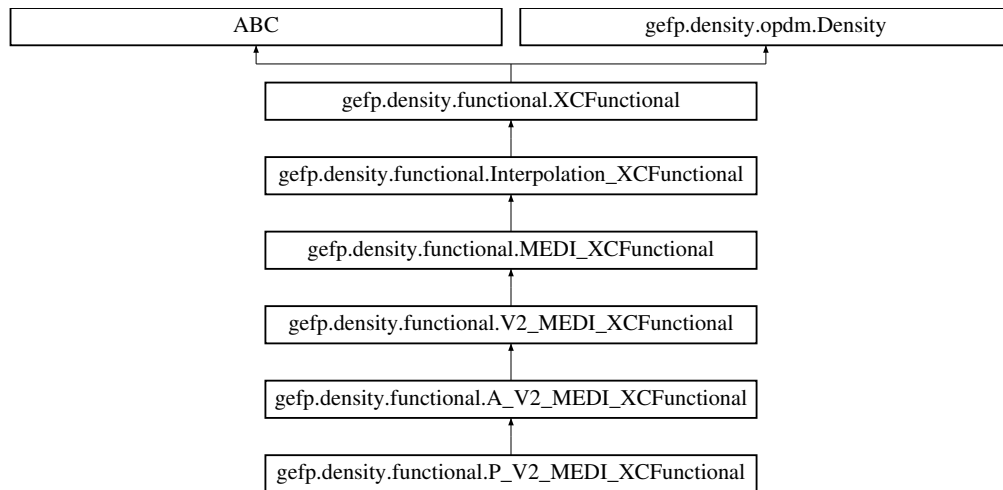 ABC
gefp.density.opdm.Density
gefp.density.functional.XCFunctional
gefp.density.functional.Interpolation_XCFunctional
gefp.density.functional.MEDI_XCFunctional
gefp.density.functional.V2_MEDI_XCFunctional
gefp.density.functional.A_V2_MEDI_XCFunctional
gefp.density.functional.P_V2_MEDI_XCFunctional